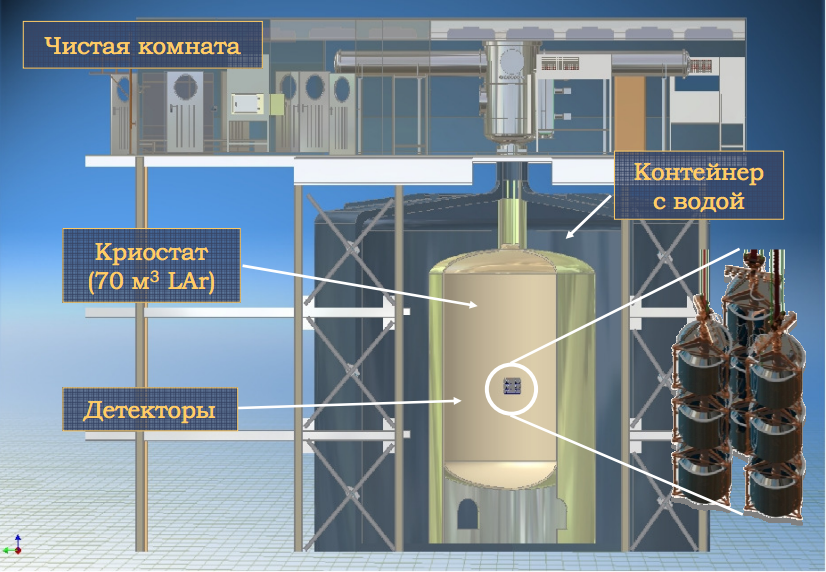 Чистая комната
Контейнер
с водой
Криостат
(70 м³ LAr)
Детекторы